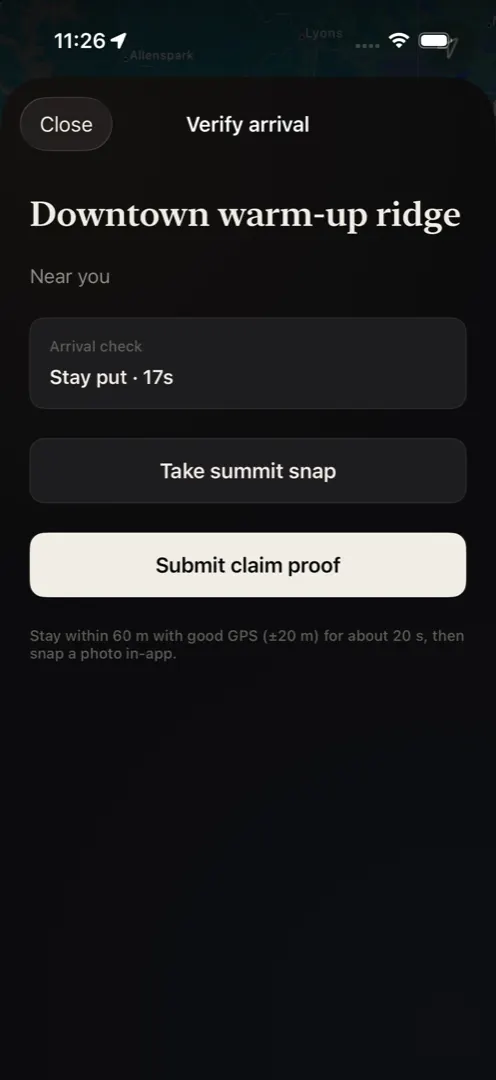 Lyons
11:26
Allenspark
Close
Verify arrival
Downtown warm-up ridge
Near you
Arrival check
Stay put · 17s
Take summit snap
Submit claim proof
Stay within 60 m with good GPS (±20 m) for about 20 s, then
snap a photo in-app.